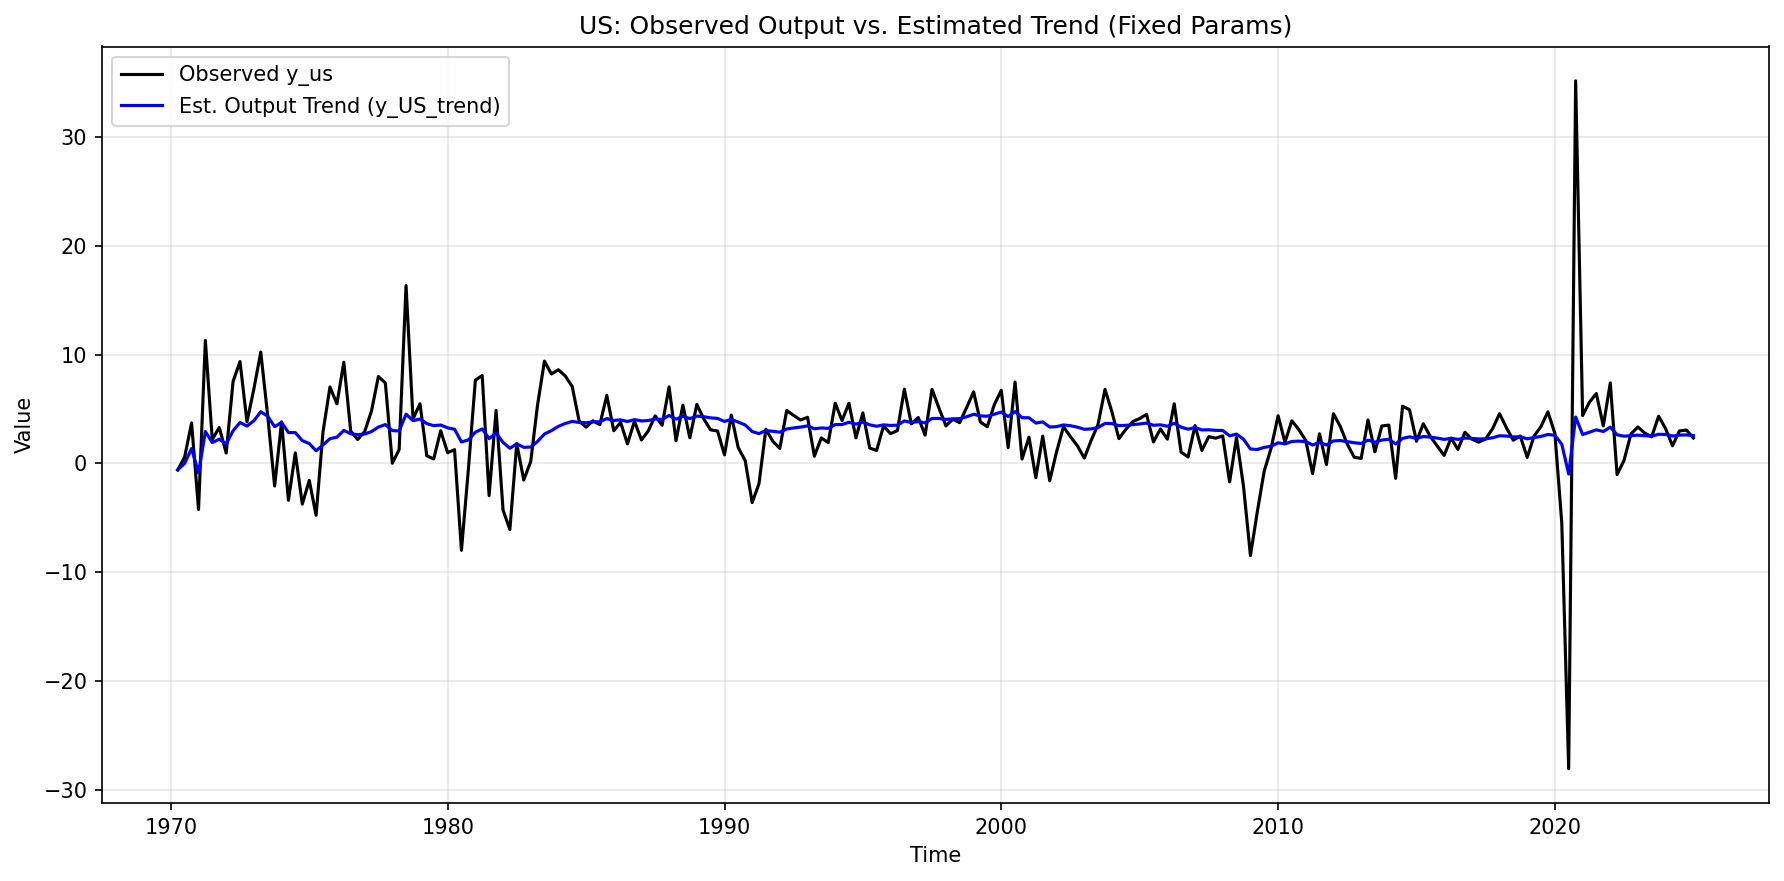 US: Observed Output vs. Estimated Trend (Fixed Params)
Observed y_us
Est. Output Trend (y_US_trend)
Value
30
20
10
0
−10
−20
−30
1970 1980 1990 2000 2010 2020
Time